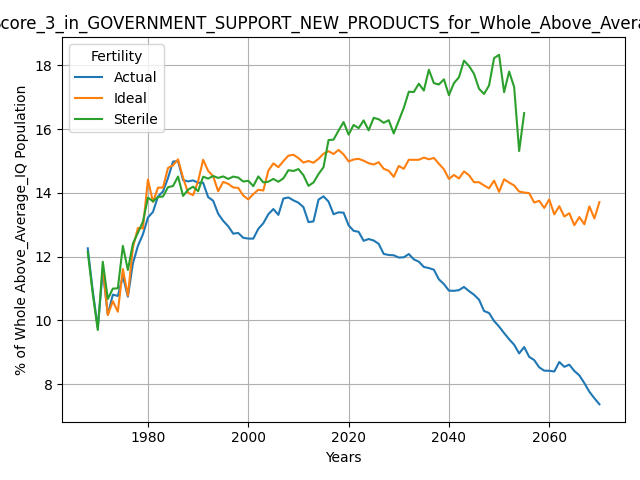 core_3_in_GOVERNMENT_SUPPORT_NEW_PRODUCTS_for_Whole_Above_Avera
Fertility
Actual
Ideal
Sterile
% of Whole Above_Average_IQ Population
18
16
14
12
10
8
1980
2000
2020
2040
2060
Years